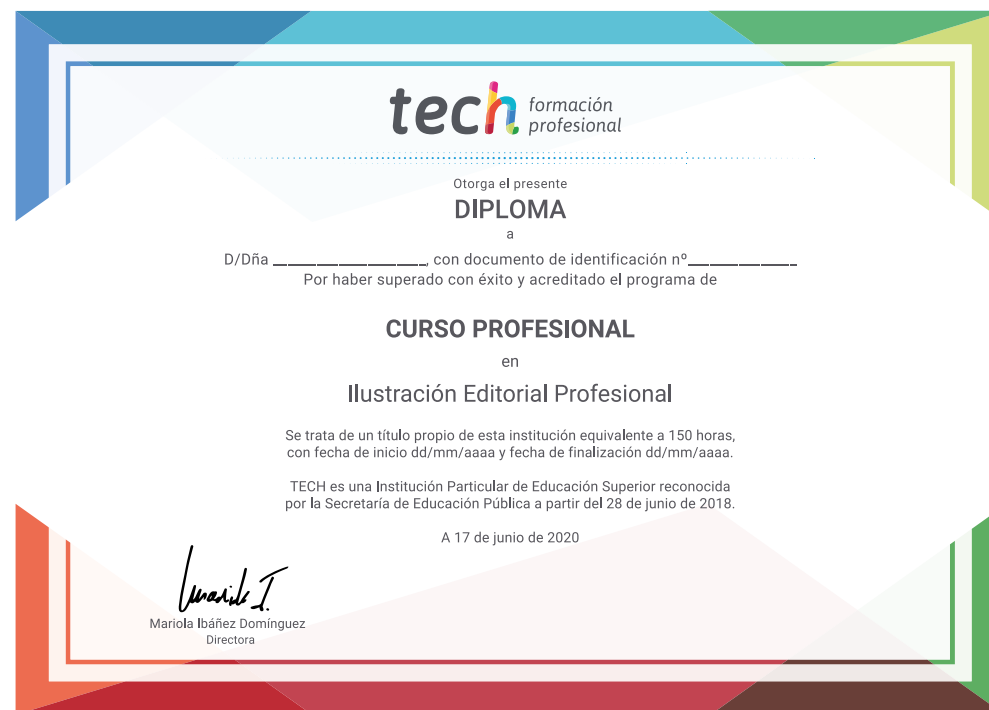 tech formación
profesional
Otorga el presente
DIPLOMA
a
D/Dña ____________________, con documento de identificación nº______________
Por haber superado con éxito y acreditado el programa de
CURSO PROFESIONAL
en
Ilustración Editorial Profesional
Se trata de un título propio de esta institución equivalente a 150 horas,
con fecha de inicio dd/mm/aaaa y fecha de finalización dd/mm/aaaa.
TECH es una Institución Particular de Educación Superior reconocida
por la Secretaría de Educación Pública a partir del 28 de junio de 2018.
A 17 de junio de 2020
Mariola Ibáñez Domínguez
Directora